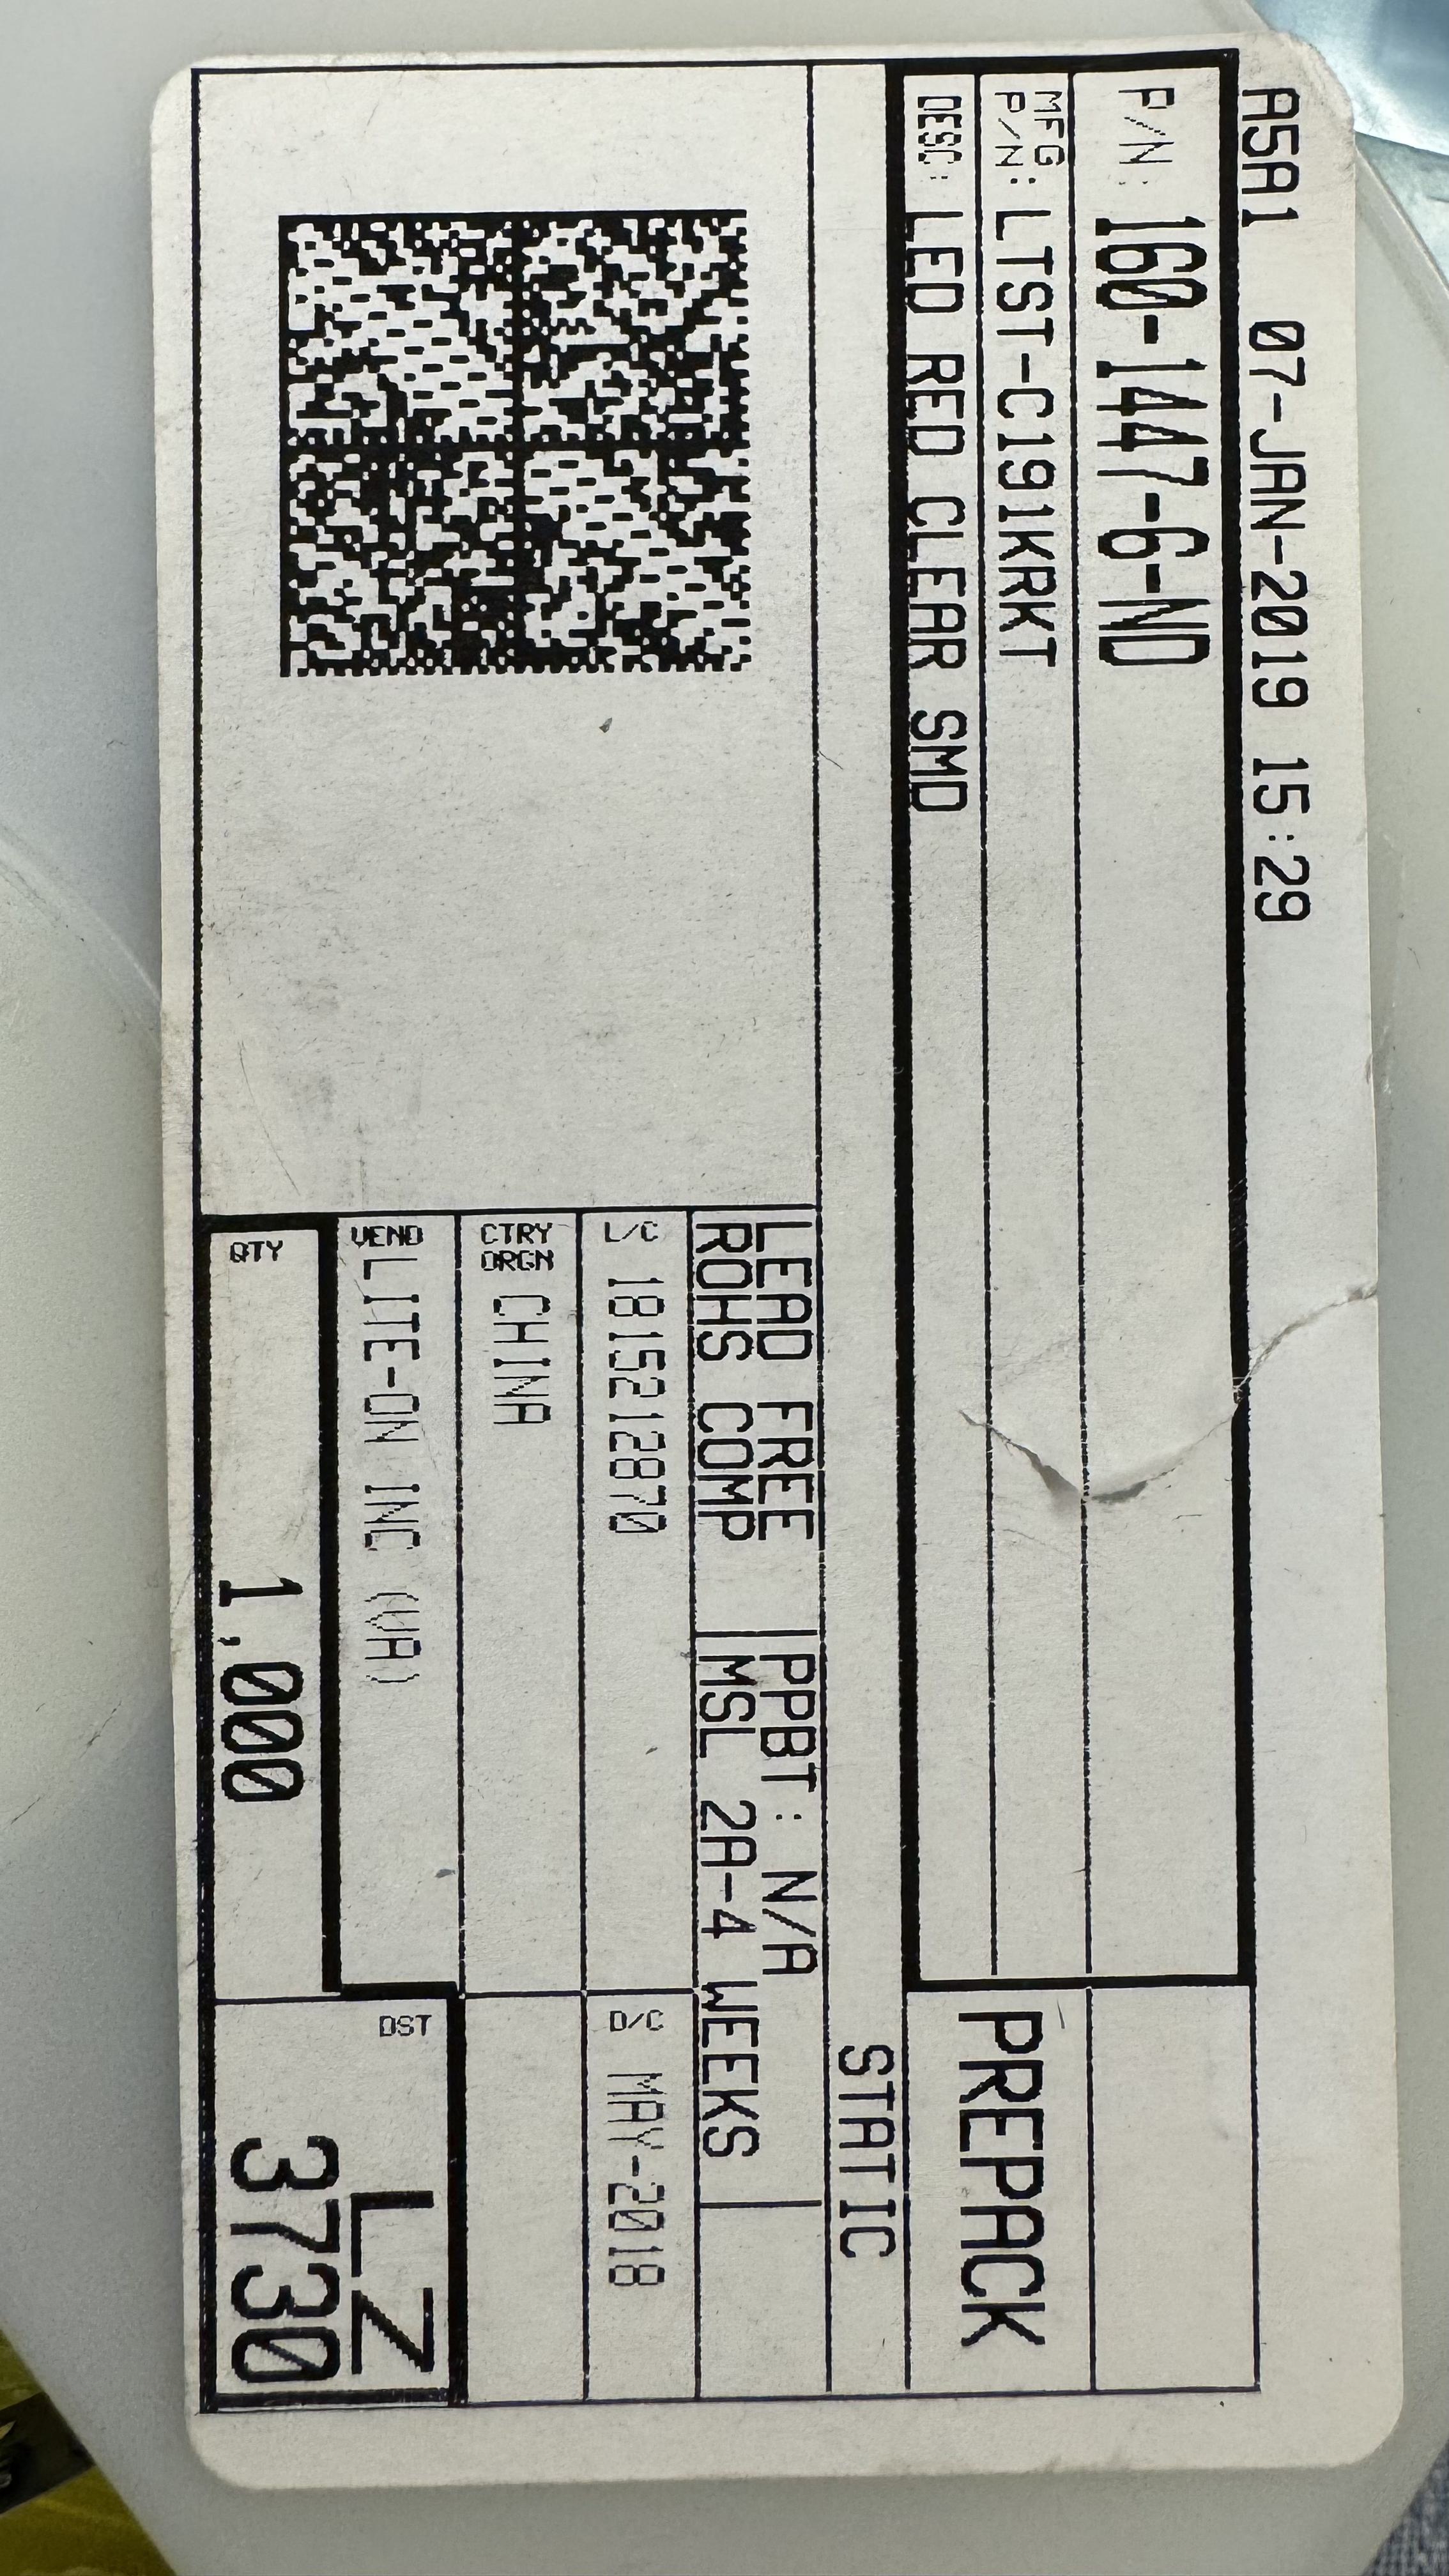 A5A1 07-JAN-2019 15:29
P/N: 160-1447-6-ND
MFG P/N: LTST-C191KRKT
PREPACK
DESC: LED RED CLEAR SMD
STATIC
LEAD FREE
ROHS COMP
PPBT: N/A
MSL 2A-4 WEEKS
L/C 1815212870
D/C MAY-2018
CTRY ORGN CHINA
VEND LITE-ON INC (VA)
QTY 1,000
DST LZ
3730